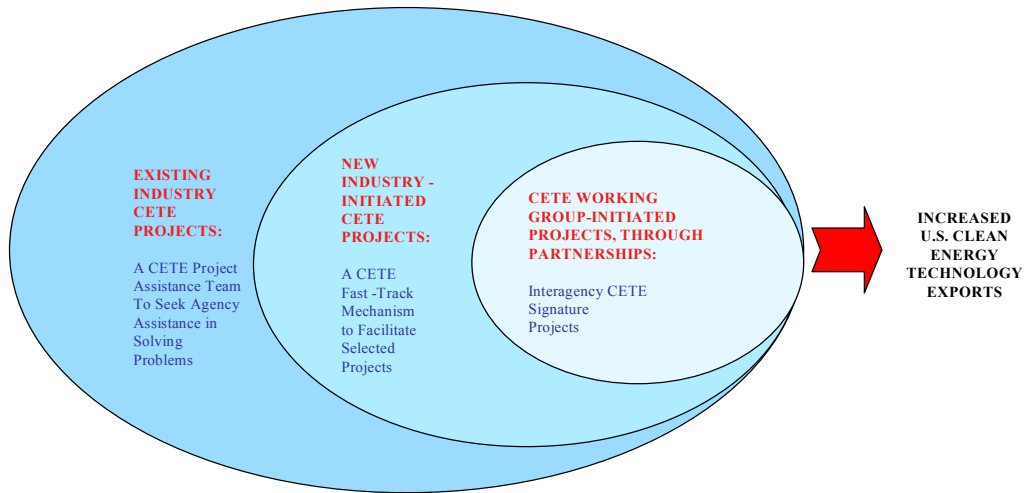 EXISTING
INDUSTRY
CETE
PROJECTS:
A CETE Project
Assistance Team
To Seek Agency
Assistance in
Solving
Problems
NEW
INDUSTRY -
INITIATED
CETE
PROJECTS:
A CETE
Fast -Track
Mechanism
to Facilitate
Selected
Projects
CETE WORKING
GROUP-INITIATED
PROJECTS, THROUGH
PARTNERSHIPS:
Interagency CETE
Signature
Projects
INCREASED
U.S. CLEAN
ENERGY
TECHNOLOGY
EXPORTS